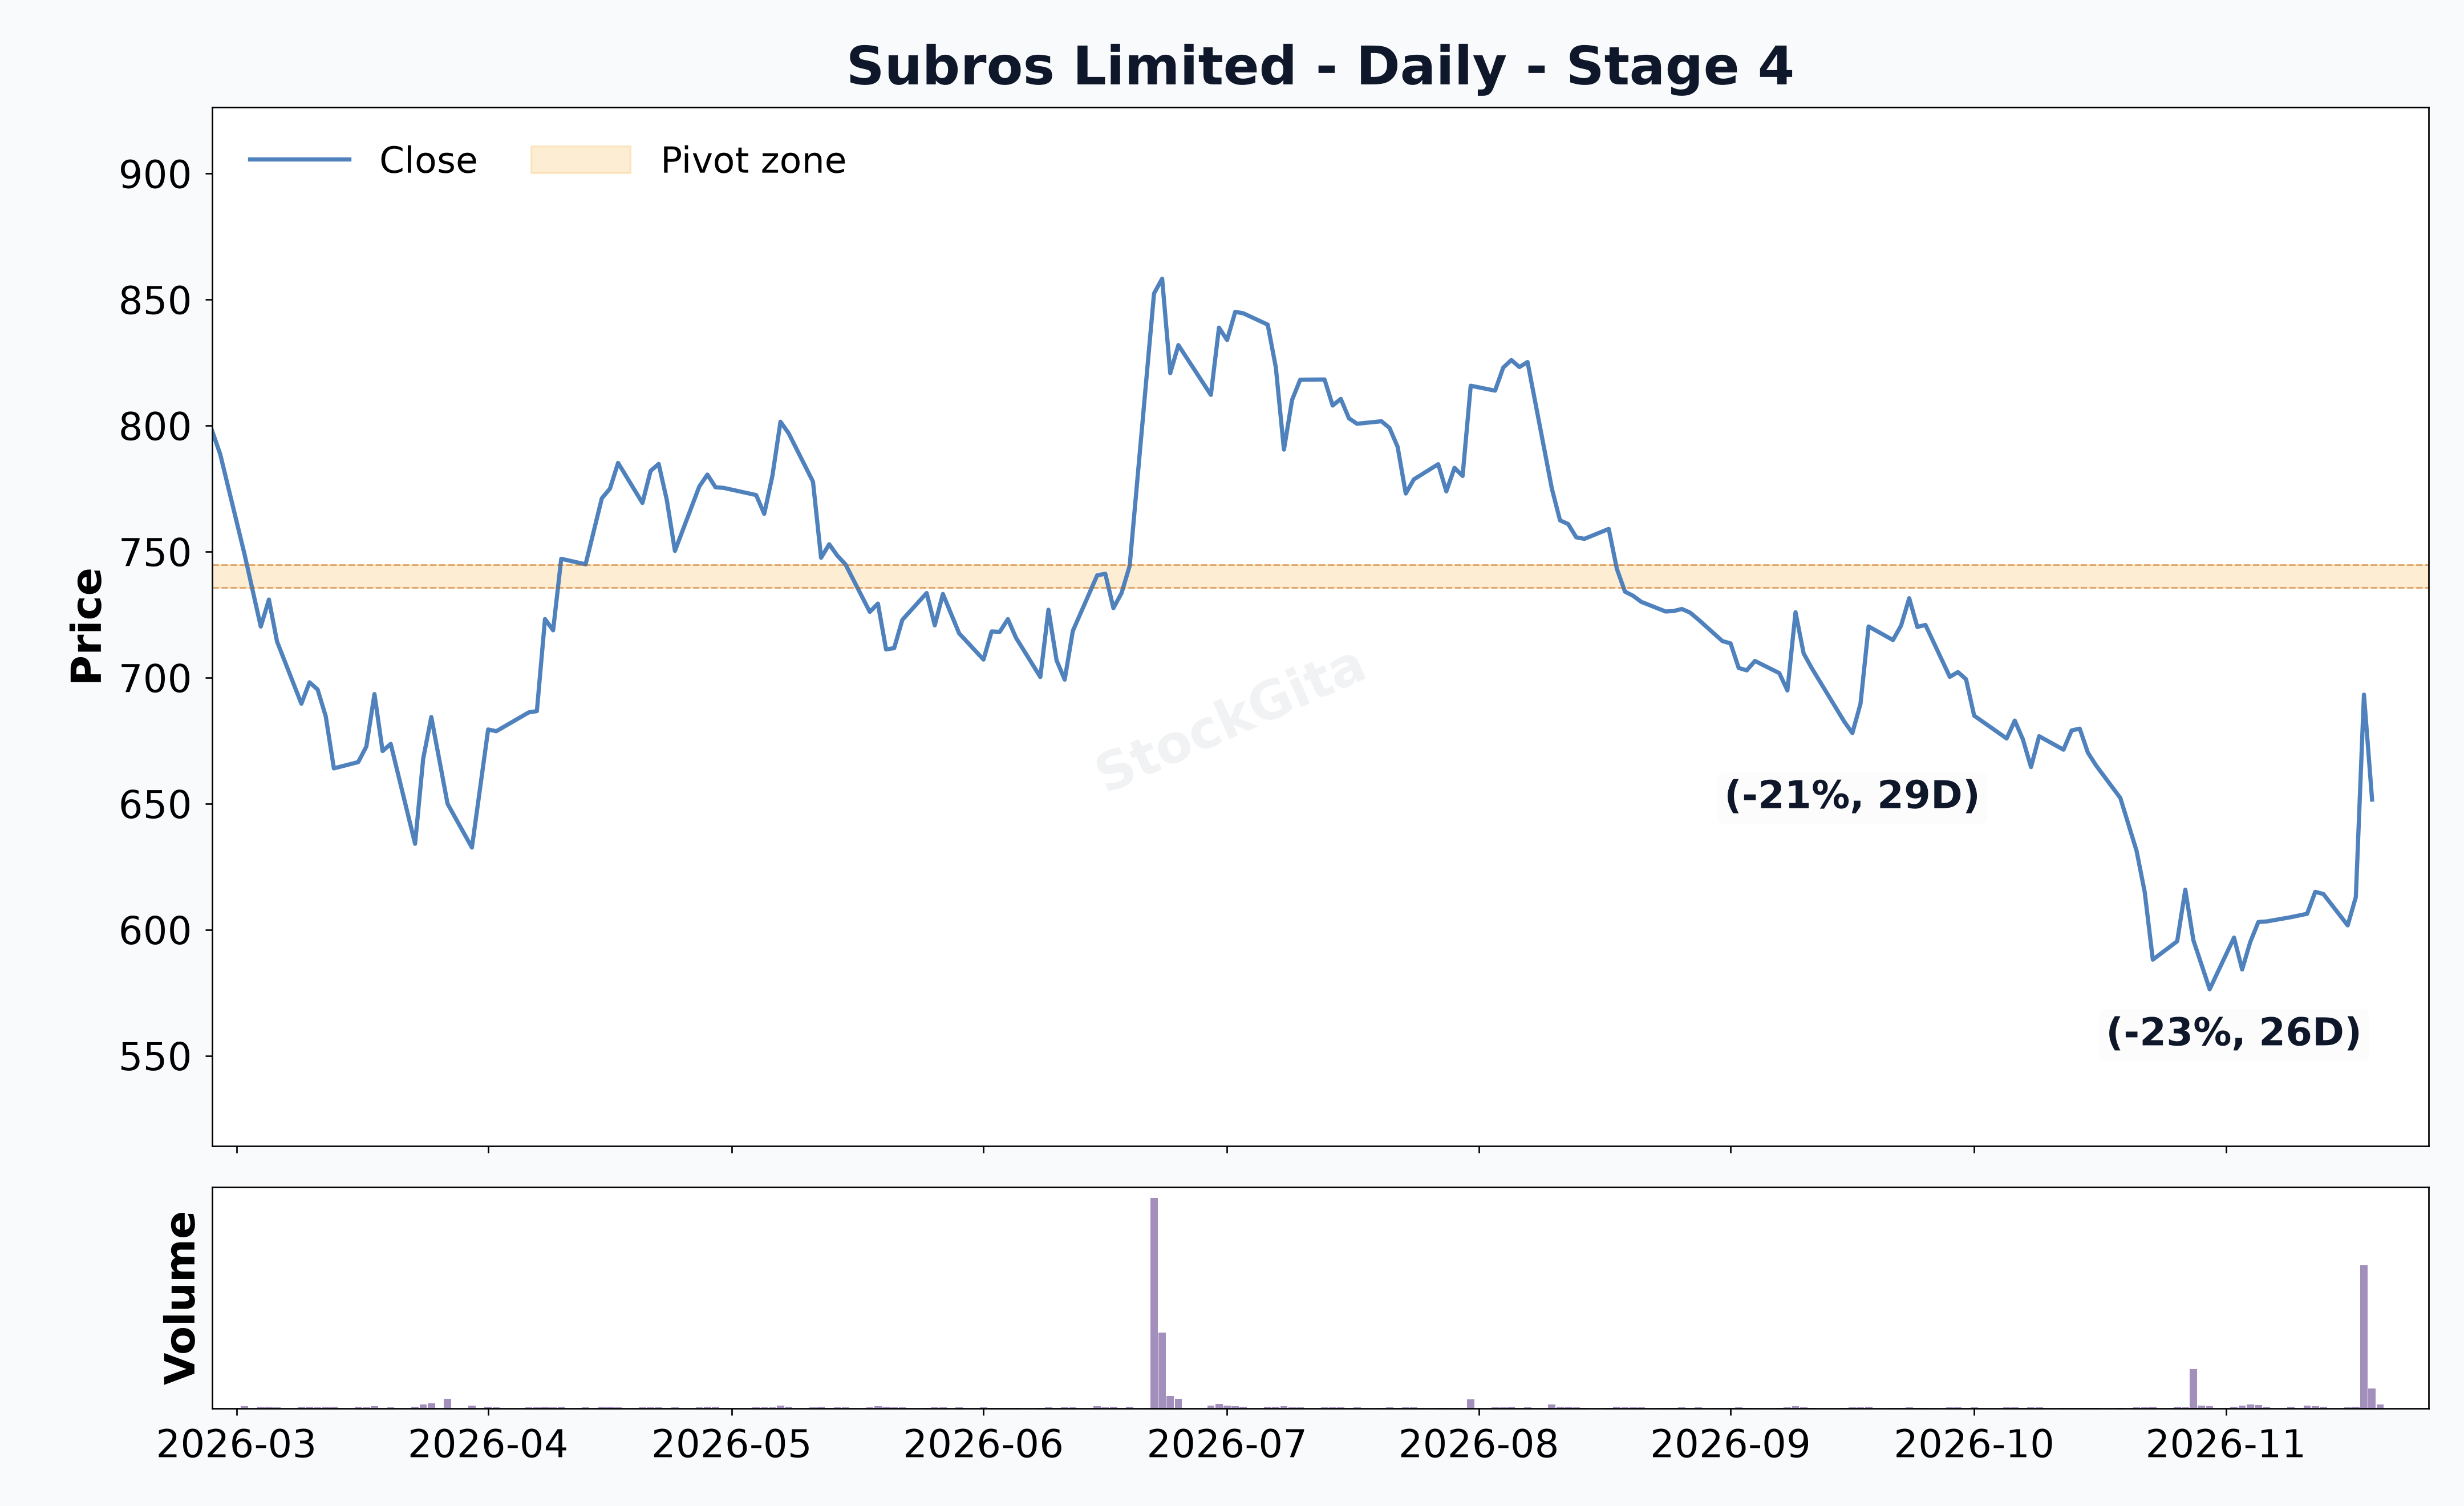 Subros Limited - Daily - Stage 4
Close
Pivot zone
Price
900
850
800
750
700
650
600
550
StockGita
(-21%, 29D)
(-23%, 26D)
Volume
2026-03
2026-04
2026-05
2026-06
2026-07
2026-08
2026-09
2026-10
2026-11